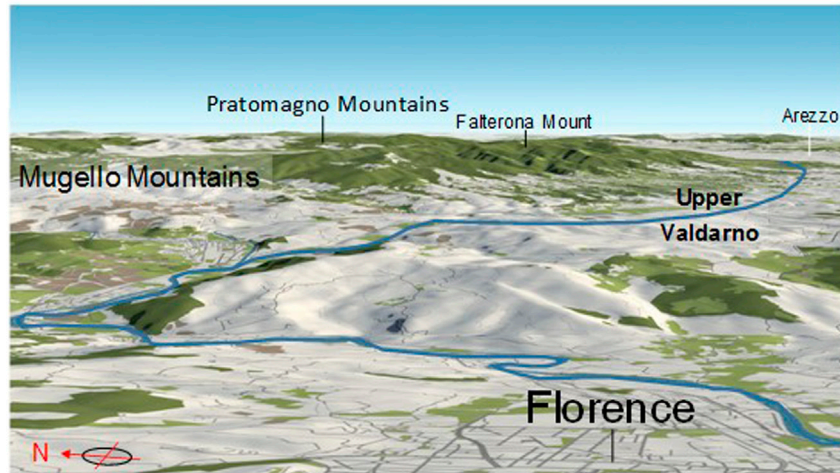 Pratomagno Mountains
Falterona Mount
Arezzo
Mugello Mountains
Upper
Valdarno
Florence
N